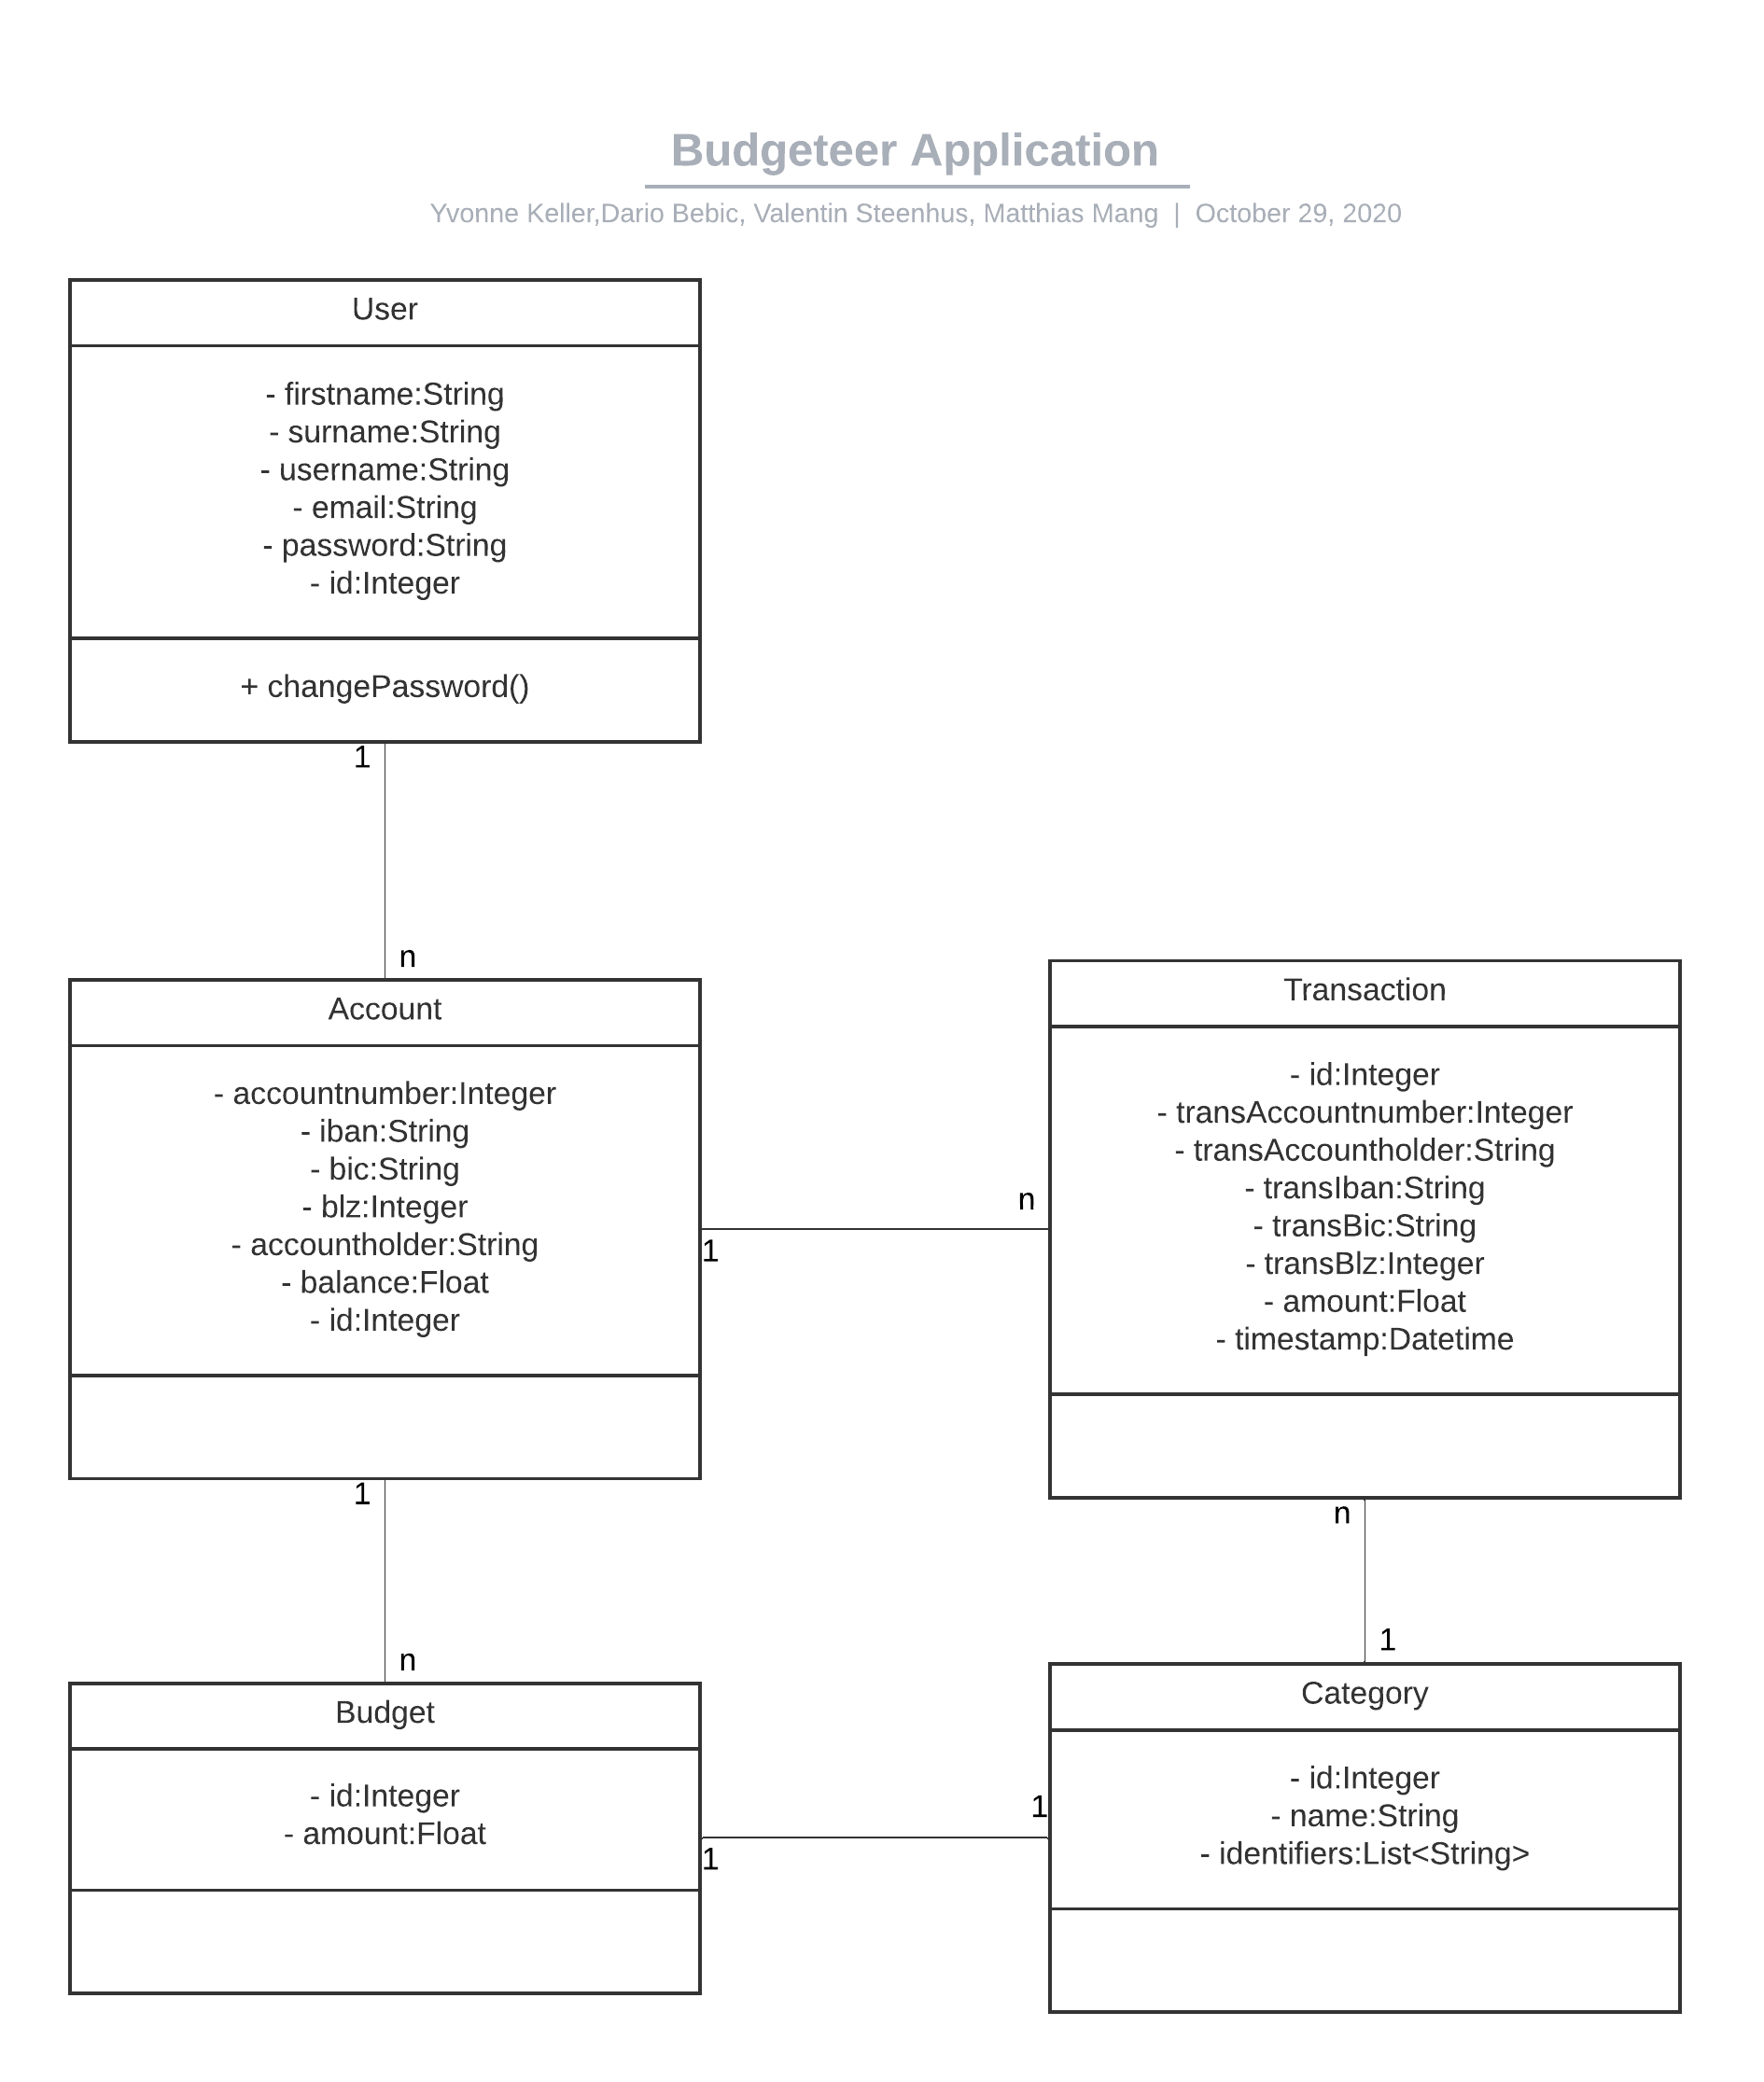 Budgeteer Application
Yvonne Keller,Dario Bebic, Valentin Steenhus, Matthias Mang | October 29, 2020
User
- firstname:String
- surname:String
- username:String
- email:String
- password:String
- id:Integer
+ changePassword()
1
n
Account
- accountnumber:Integer
- iban:String
- bic:String
- blz:Integer
- accountholder:String
- balance:Float
- id:Integer
1
n
Transaction
- id:Integer
- transAccountnumber:Integer
- transAccountholder:String
- transIban:String
- transBic:String
- transBlz:Integer
- amount:Float
- timestamp:Datetime
1
n
n
1
Budget
- id:Integer
- amount:Float
1
1
Category
- id:Integer
- name:String
- identifiers:List<String>